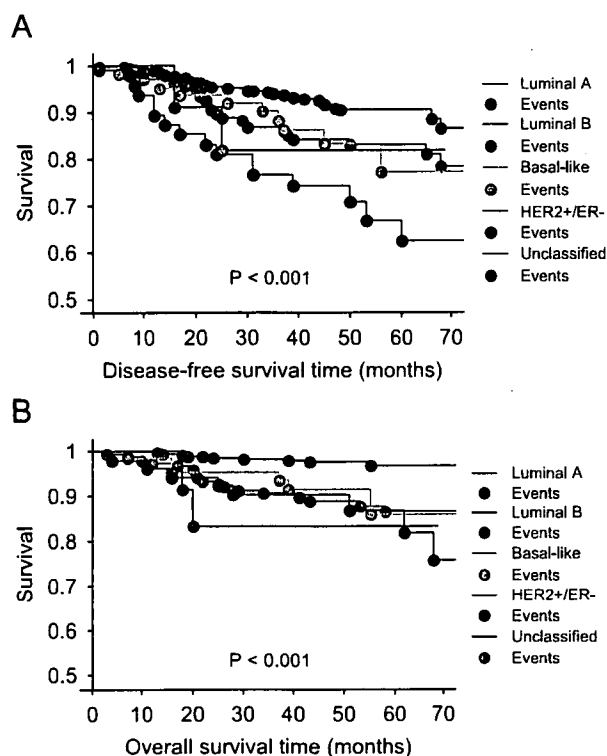 A
1
0.9
0.8
0.7
0.6
0.5
Survival
P < 0.001
0 10 20 30 40 50 60 70
Disease-free survival time (months)
Luminal A
Events
Luminal B
Events
Basal-like
Events
HER2+/ER-
Events
Unclassified
Events
B
1
0.9
0.8
0.7
0.6
0.5
Survival
P < 0.001
0 10 20 30 40 50 60 70
Overall survival time (months)
Luminal A
Events
Luminal B
Events
Basal-like
Events
HER2+/ER-
Events
Unclassified
Events